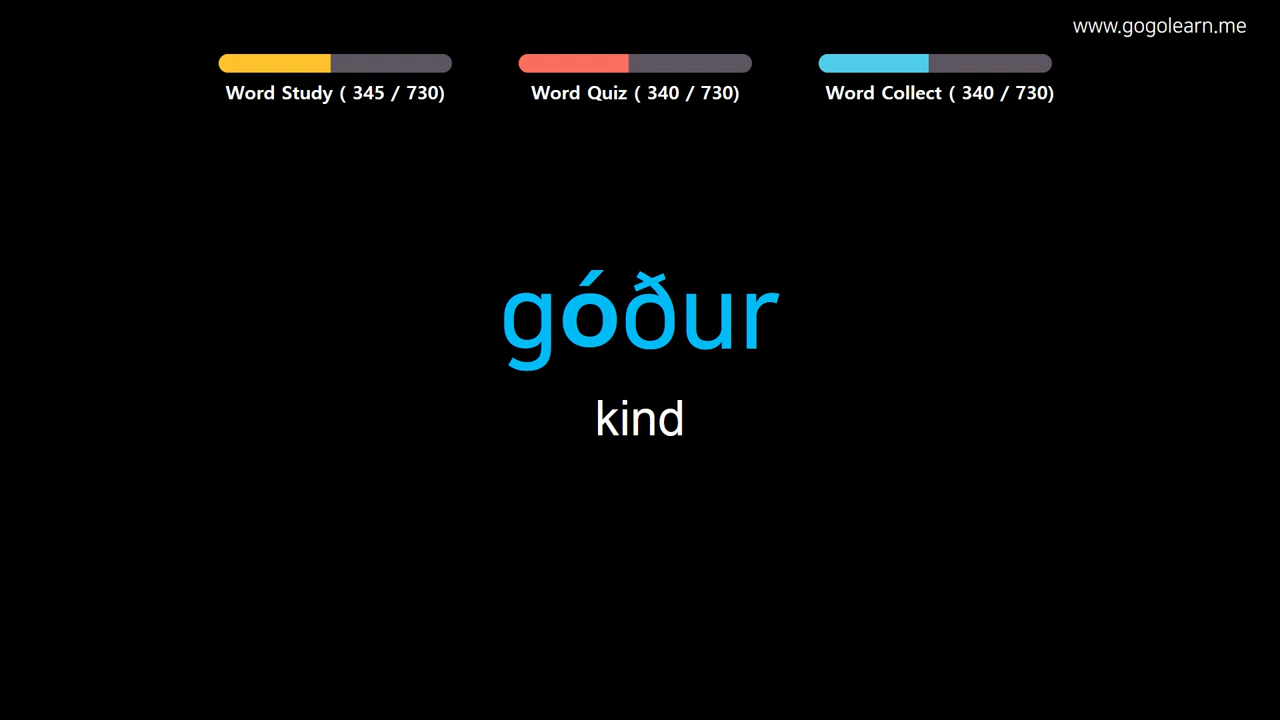 www.gogolearn.me
Word Study ( 345 / 730)
Word Quiz ( 340 / 730)
Word Collect ( 340 / 730)
góður
kind